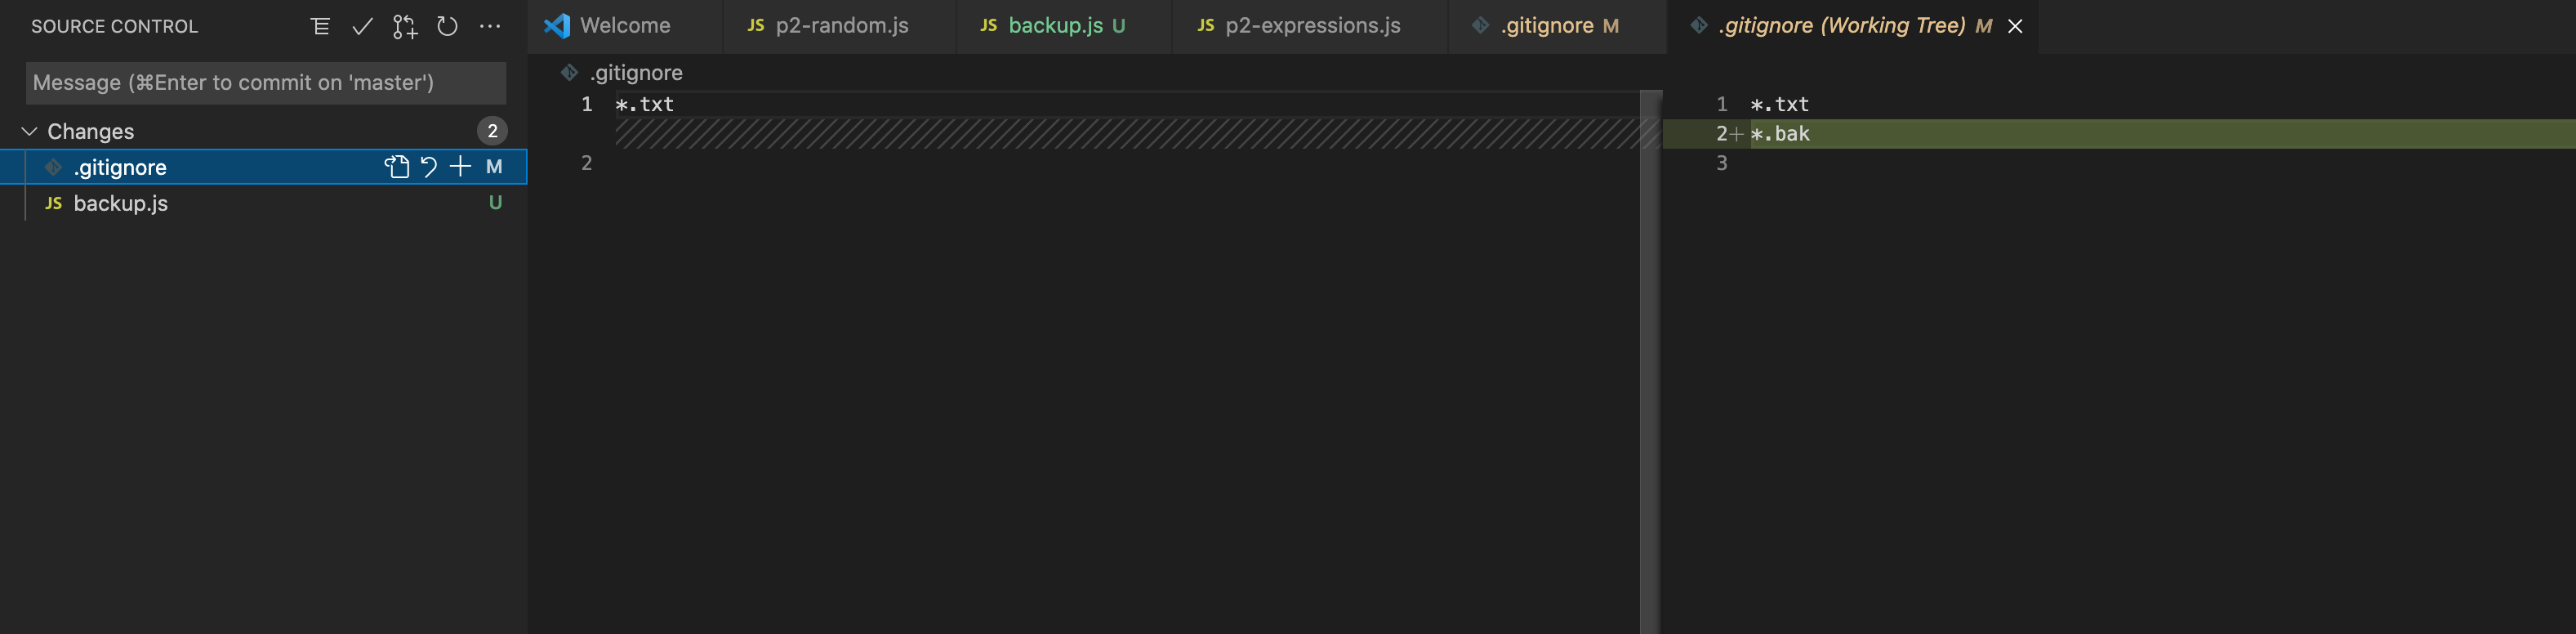 SOURCE CONTROL
Message (⌘Enter to commit on 'master')
Changes 2
.gitignore M
JS backup.js U
Welcome
JS p2-random.js
JS backup.js U
JS p2-expressions.js
.gitignore M
.gitignore (Working Tree) M
.gitignore
1 *.txt
2
1 *.txt
2+ *.bak
3